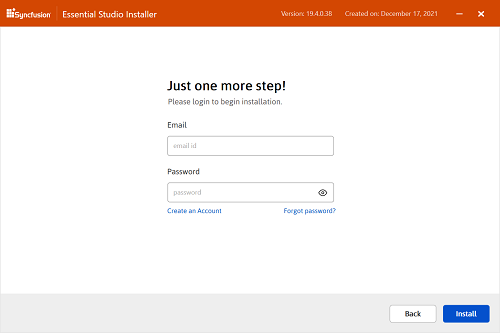 Syncfusion Essential Studio Installer Version: 19.4.0.38 Created on: December 17, 2021
Just one more step!
Please login to begin installation.
Email
email id
Password
password
Create an Account Forgot password?
Back Install